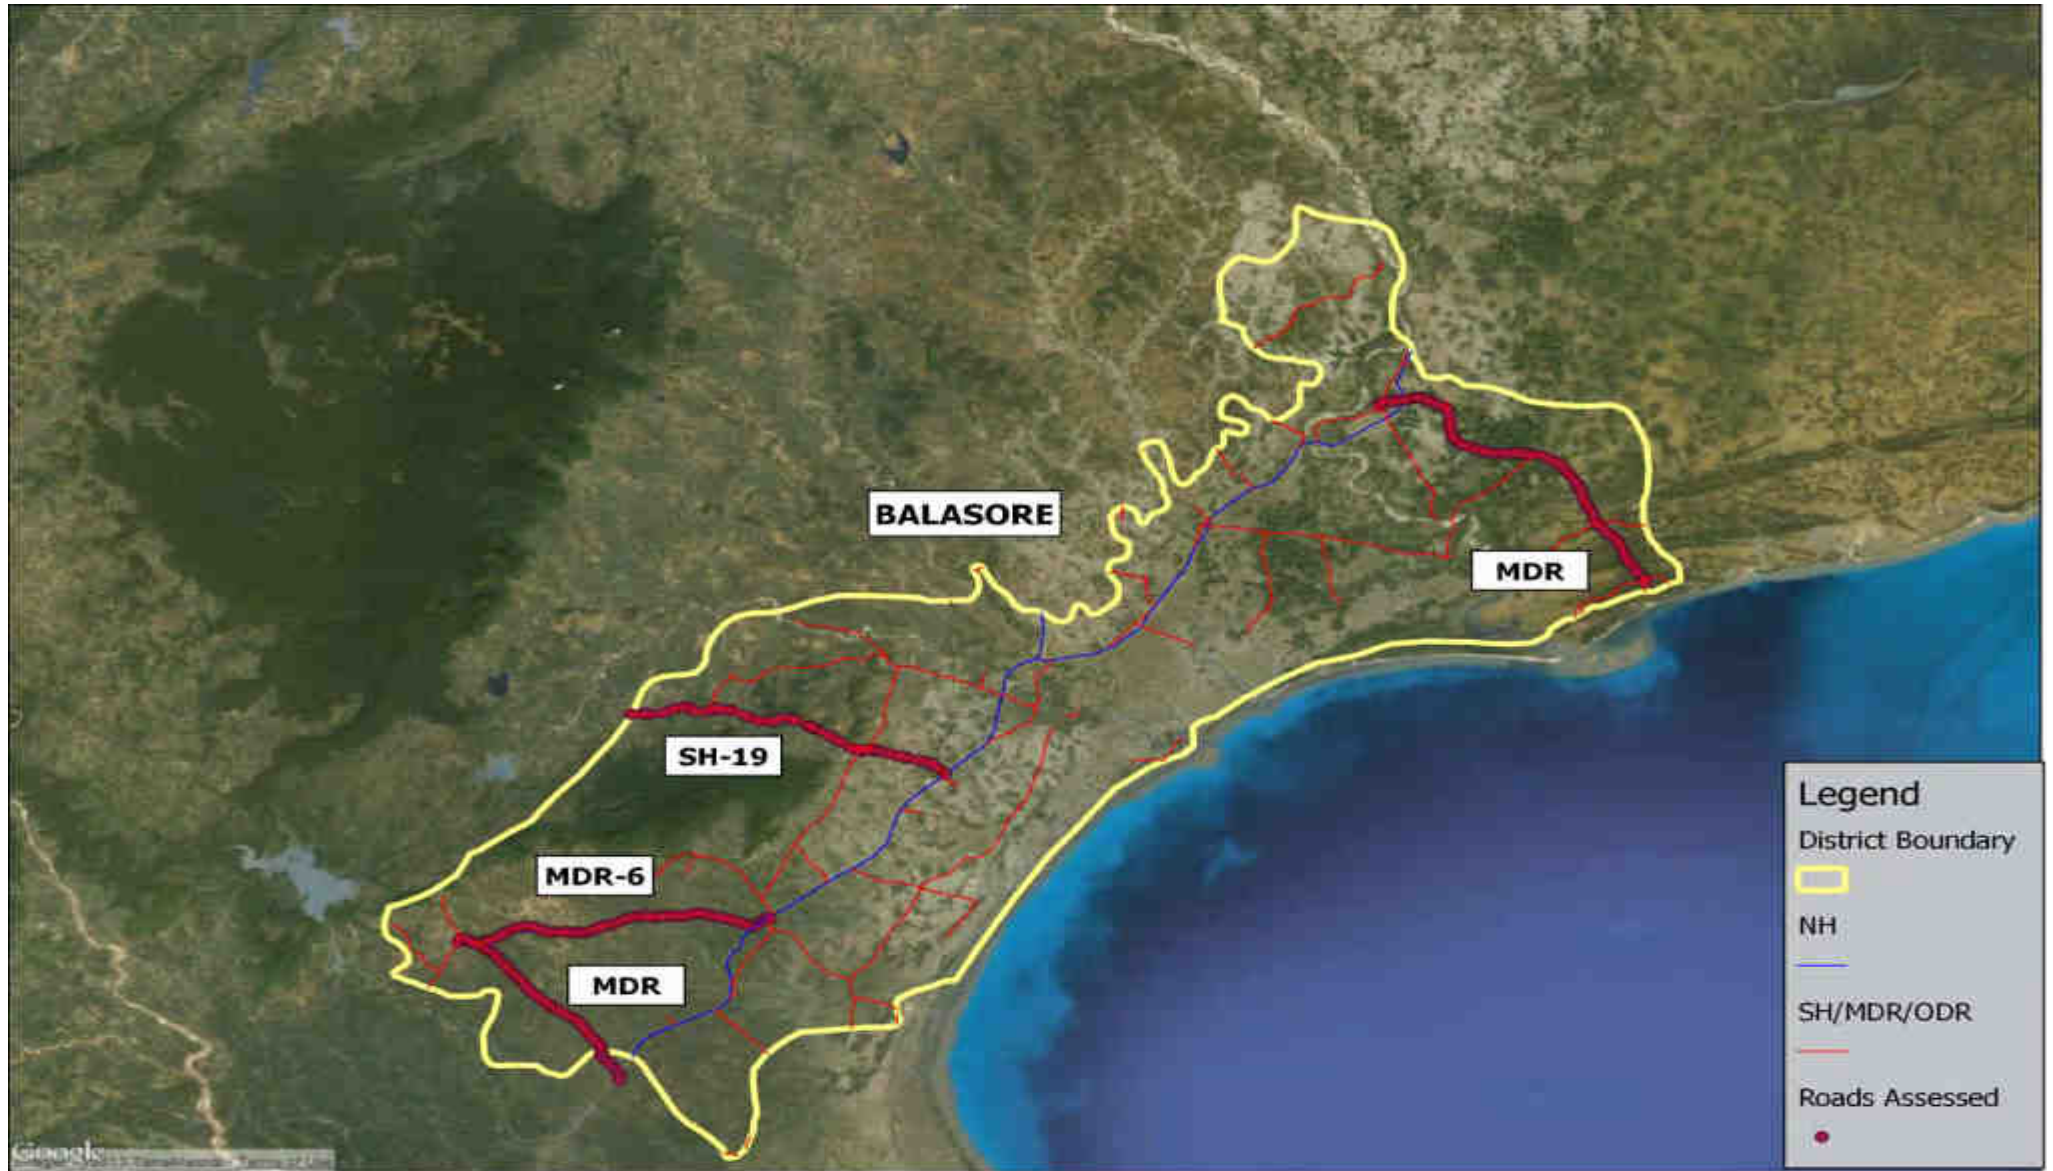 BALASORE
MDR
SH-19
MDR-6
MDR
Legend
District Boundary
NH
SH/MDR/ODR
Roads Assessed
Google